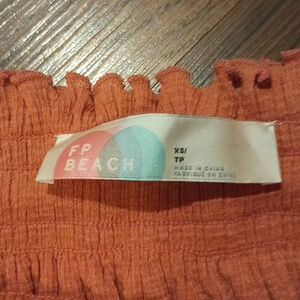 FP
BEACH
XS/
TP
MADE IN CHINA
FABRIQUÉ EN CHINE